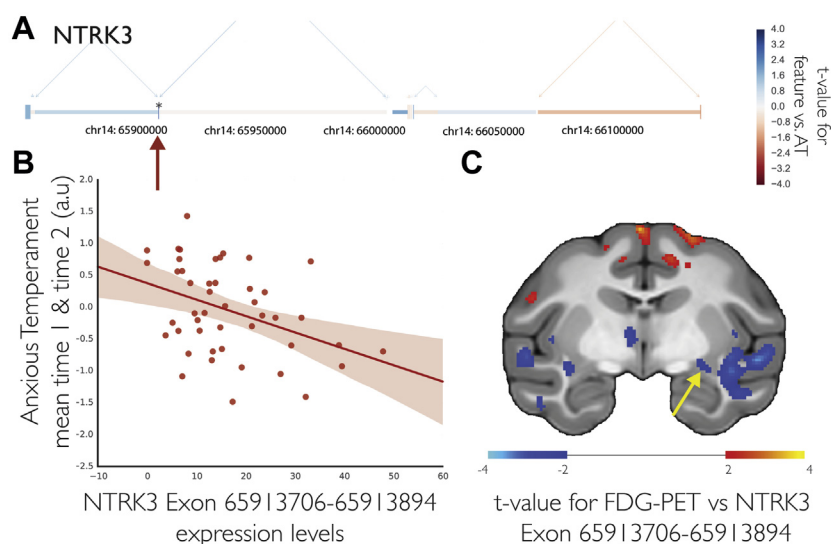 A
NTRK3
*
chr14: 65900000
chr14: 65950000
chr14: 66000000
chr14: 66050000
chr14: 66100000
4.0
3.2
2.4
1.6
0.8
0.0
−0.8
−1.6
−2.4
−3.2
−4.0
t-value for
feature vs. AT
B
Anxious Temperament
mean time 1 & time 2 (a.u)
2.0
1.5
1.0
0.5
0.0
−0.5
−1.0
−1.5
−2.0
−2.5
−10
0
10
20
30
40
50
60
NTRK3 Exon 65913706-65913894
expression levels
C
-4
-2
2
4
t-value for FDG-PET vs NTRK3
Exon 65913706-65913894